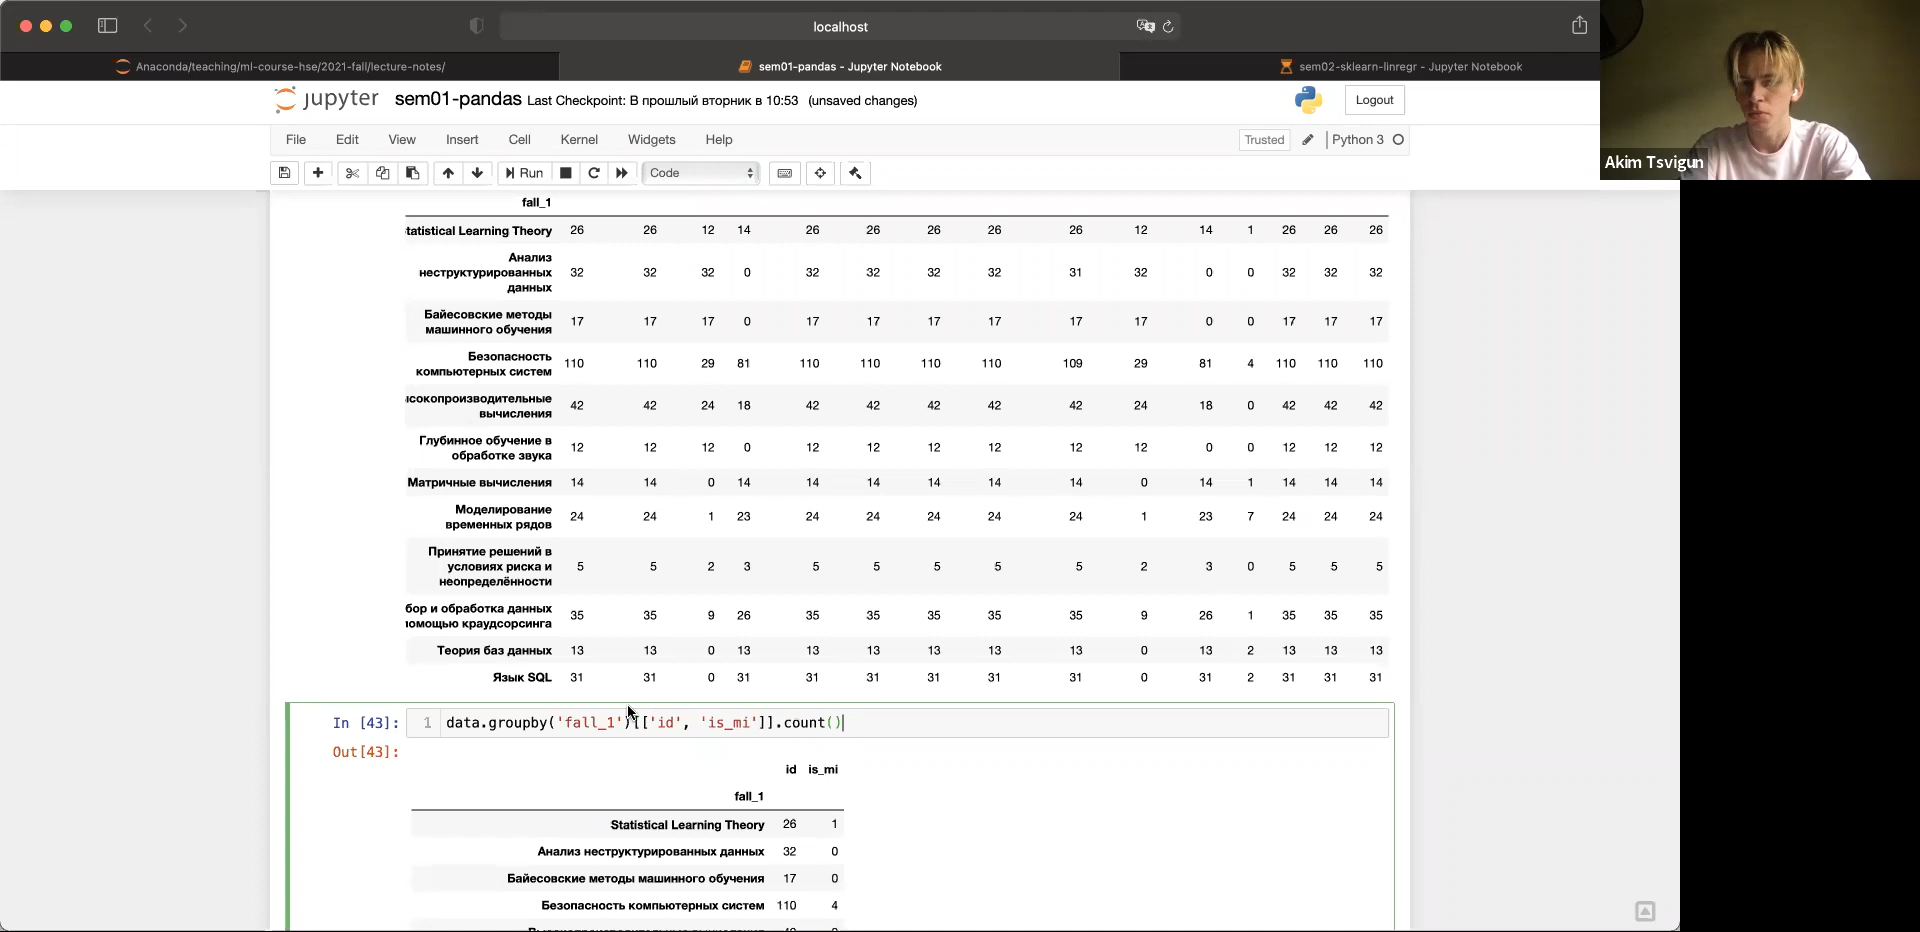 localhost
Anaconda/teaching/ml-course-hse/2021-fall/lecture-notes/
sem01-pandas - Jupyter Notebook
sem02-sklearn-linregr - Jupyter Notebook
jupyter sem01-pandas Last Checkpoint: В прошлый вторник в 10:53 (unsaved changes)
Logout
File Edit View Insert Cell Kernel Widgets Help
Trusted Python 3
Run Code
Akim Tsvigun
fall_1
tatistical Learning Theory 26 26 12 14 26 26 26 26 26 12 14 1 26 26 26
Анализ
неструктурированных 32 32 32 0 32 32 32 32 31 32 0 0 32 32 32
данных
Байесовские методы
машинного обучения 17 17 17 0 17 17 17 17 17 17 0 0 17 17 17
Безопасность
компьютерных систем 110 110 29 81 110 110 110 110 109 29 81 4 110 110 110
сокопроизводительные
вычисления 42 42 24 18 42 42 42 42 42 24 18 0 42 42 42
Глубинное обучение в
обработке звука 12 12 12 0 12 12 12 12 12 12 0 0 12 12 12
Матричные вычисления 14 14 0 14 14 14 14 14 14 0 14 1 14 14 14
Моделирование
временных рядов 24 24 1 23 24 24 24 24 24 1 23 7 24 24 24
Принятие решений в
условиях риска и 5 5 2 3 5 5 5 5 5 2 3 0 5 5 5
неопределённости
бор и обработка данных
помощью краудсорсинга 35 35 9 26 35 35 35 35 35 9 26 1 35 35 35
Теория баз данных 13 13 0 13 13 13 13 13 13 0 13 2 13 13 13
Язык SQL 31 31 0 31 31 31 31 31 31 0 31 2 31 31 31
In [43]: 1 data.groupby('fall_1')[['id', 'is_mi']].count()
Out[43]:
id is_mi
fall_1
Statistical Learning Theory 26 1
Анализ неструктурированных данных 32 0
Байесовские методы машинного обучения 17 0
Безопасность компьютерных систем 110 4